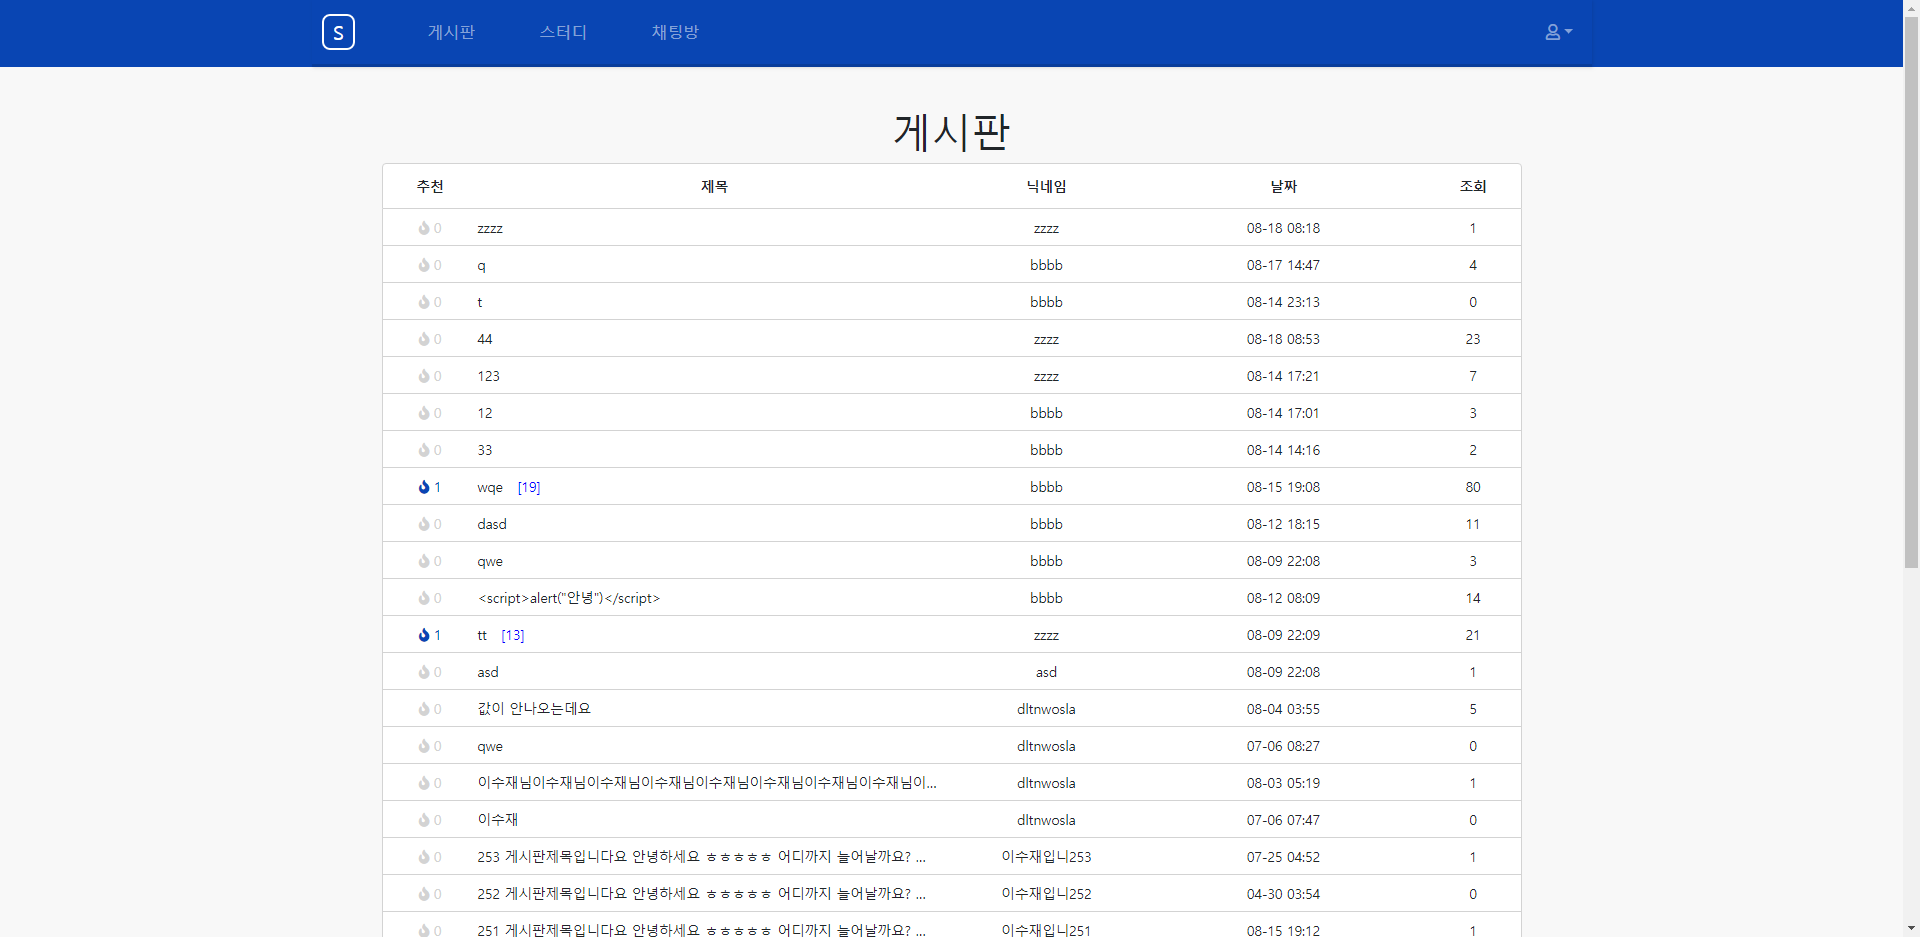 S 게시판 스터디 채팅방
게시판
추천 제목 닉네임 날짜 조회
0 zzzz zzzz 08-18 08:18 1
0 q bbbb 08-17 14:47 4
0 t bbbb 08-14 23:13 0
0 44 zzzz 08-18 08:53 23
0 123 zzzz 08-14 17:21 7
0 12 bbbb 08-14 17:01 3
0 33 bbbb 08-14 14:16 2
1 wqe [19] bbbb 08-15 19:08 80
0 dasd bbbb 08-12 18:15 11
0 qwe bbbb 08-09 22:08 3
0 <script>alert("안녕")</script> bbbb 08-12 08:09 14
1 tt [13] zzzz 08-09 22:09 21
0 asd asd 08-09 22:08 1
0 값이 안나오는데요 dltnwosla 08-04 03:55 5
0 qwe dltnwosla 07-06 08:27 0
0 이수재님이수재님이수재님이수재님이수재님이수재님이수재님이수재님이... dltnwosla 08-03 05:19 1
0 이수재 dltnwosla 07-06 07:47 0
0 253 게시판제목입니다요 안녕하세요 ㅎㅎㅎㅎㅎ 어디까지 늘어날까요? ... 이수재입니253 07-25 04:52 1
0 252 게시판제목입니다요 안녕하세요 ㅎㅎㅎㅎㅎ 어디까지 늘어날까요? ... 이수재입니252 04-30 03:54 0
0 251 게시판제목입니다요 안녕하세요 ㅎㅎㅎㅎㅎ 어디까지 늘어날까요? ... 이수재입니251 08-15 19:12 1